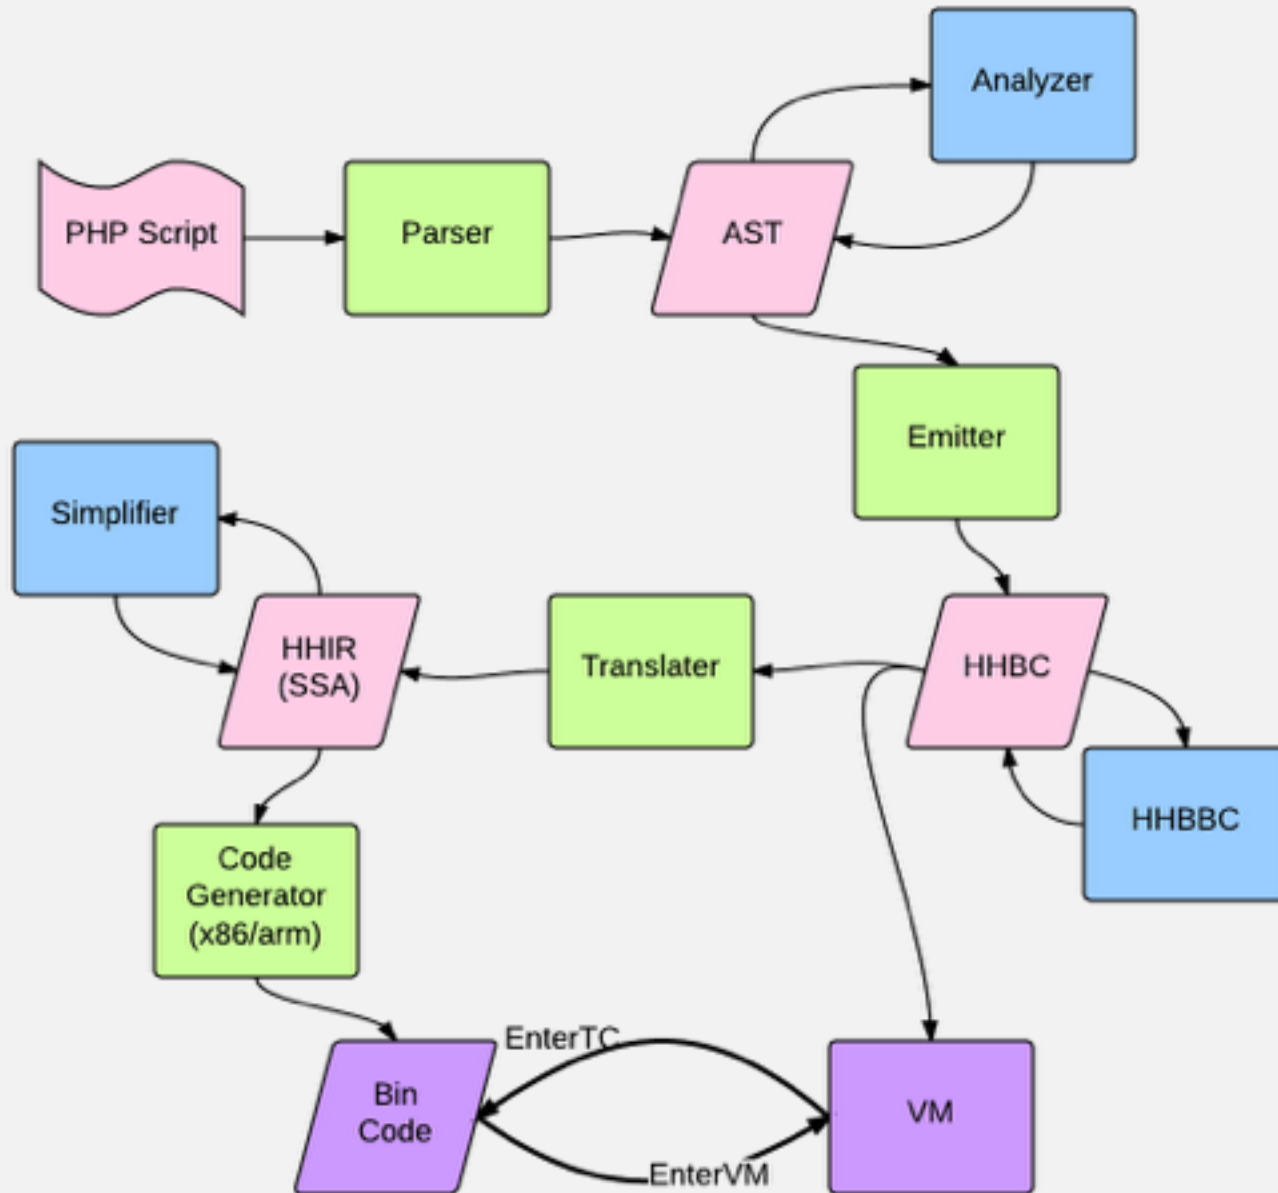 Analyzer
PHP Script
Parser
AST
Emitter
Simplifier
HHIR
(SSA)
Translater
HHBC
HHBBC
Code
Generator
(x86/arm)
EnterTC
Bin
Code
VM
EnterVM